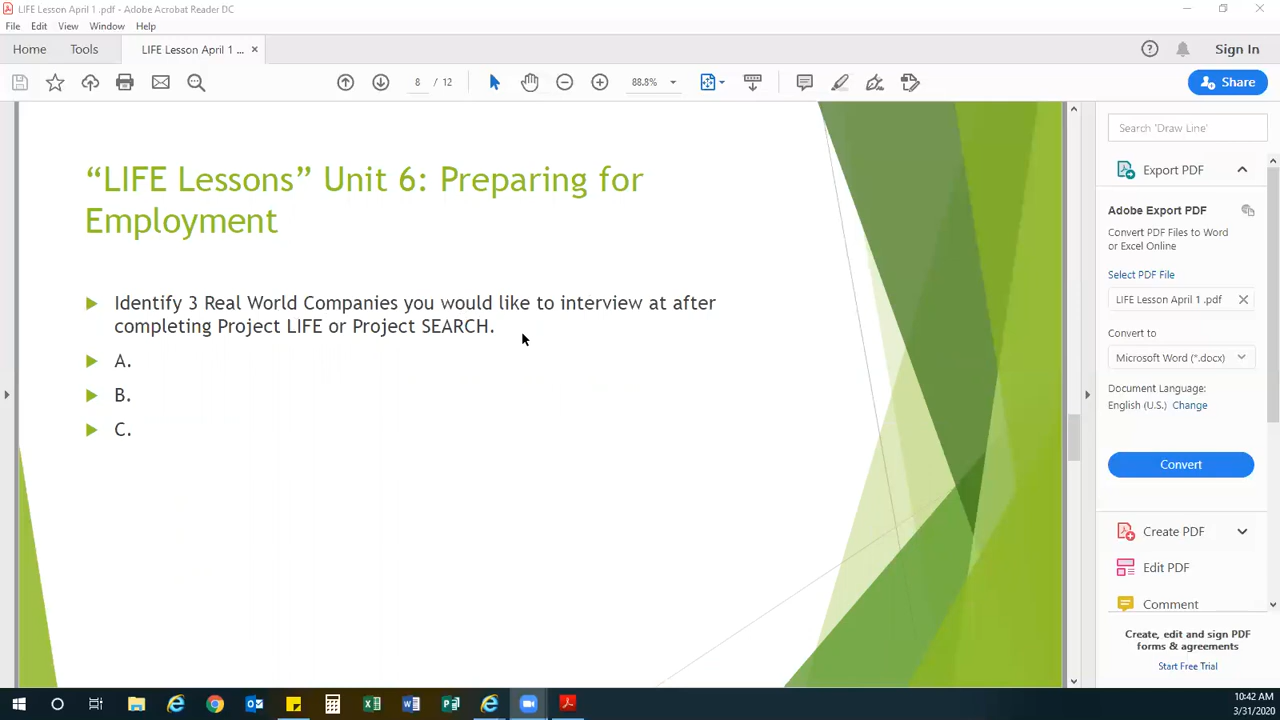 LIFE Lesson April 1 .pdf - Adobe Acrobat Reader DC
File Edit View Window Help
Home Tools LIFE Lesson April 1 ... × Sign In
8 / 12 88.8% Share
Search 'Draw Line'
Export PDF
Adobe Export PDF
Convert PDF Files to Word
or Excel Online
Select PDF File
LIFE Lesson April 1 .pdf
Convert to
Microsoft Word (*.docx)
Document Language:
English (U.S.) Change
Convert
Create PDF
Edit PDF
Comment
Create, edit and sign PDF
forms & agreements
Start Free Trial
“LIFE Lessons” Unit 6: Preparing for
Employment
Identify 3 Real World Companies you would like to interview at after
completing Project LIFE or Project SEARCH.
A.
B.
C.
10:42 AM
3/31/2020